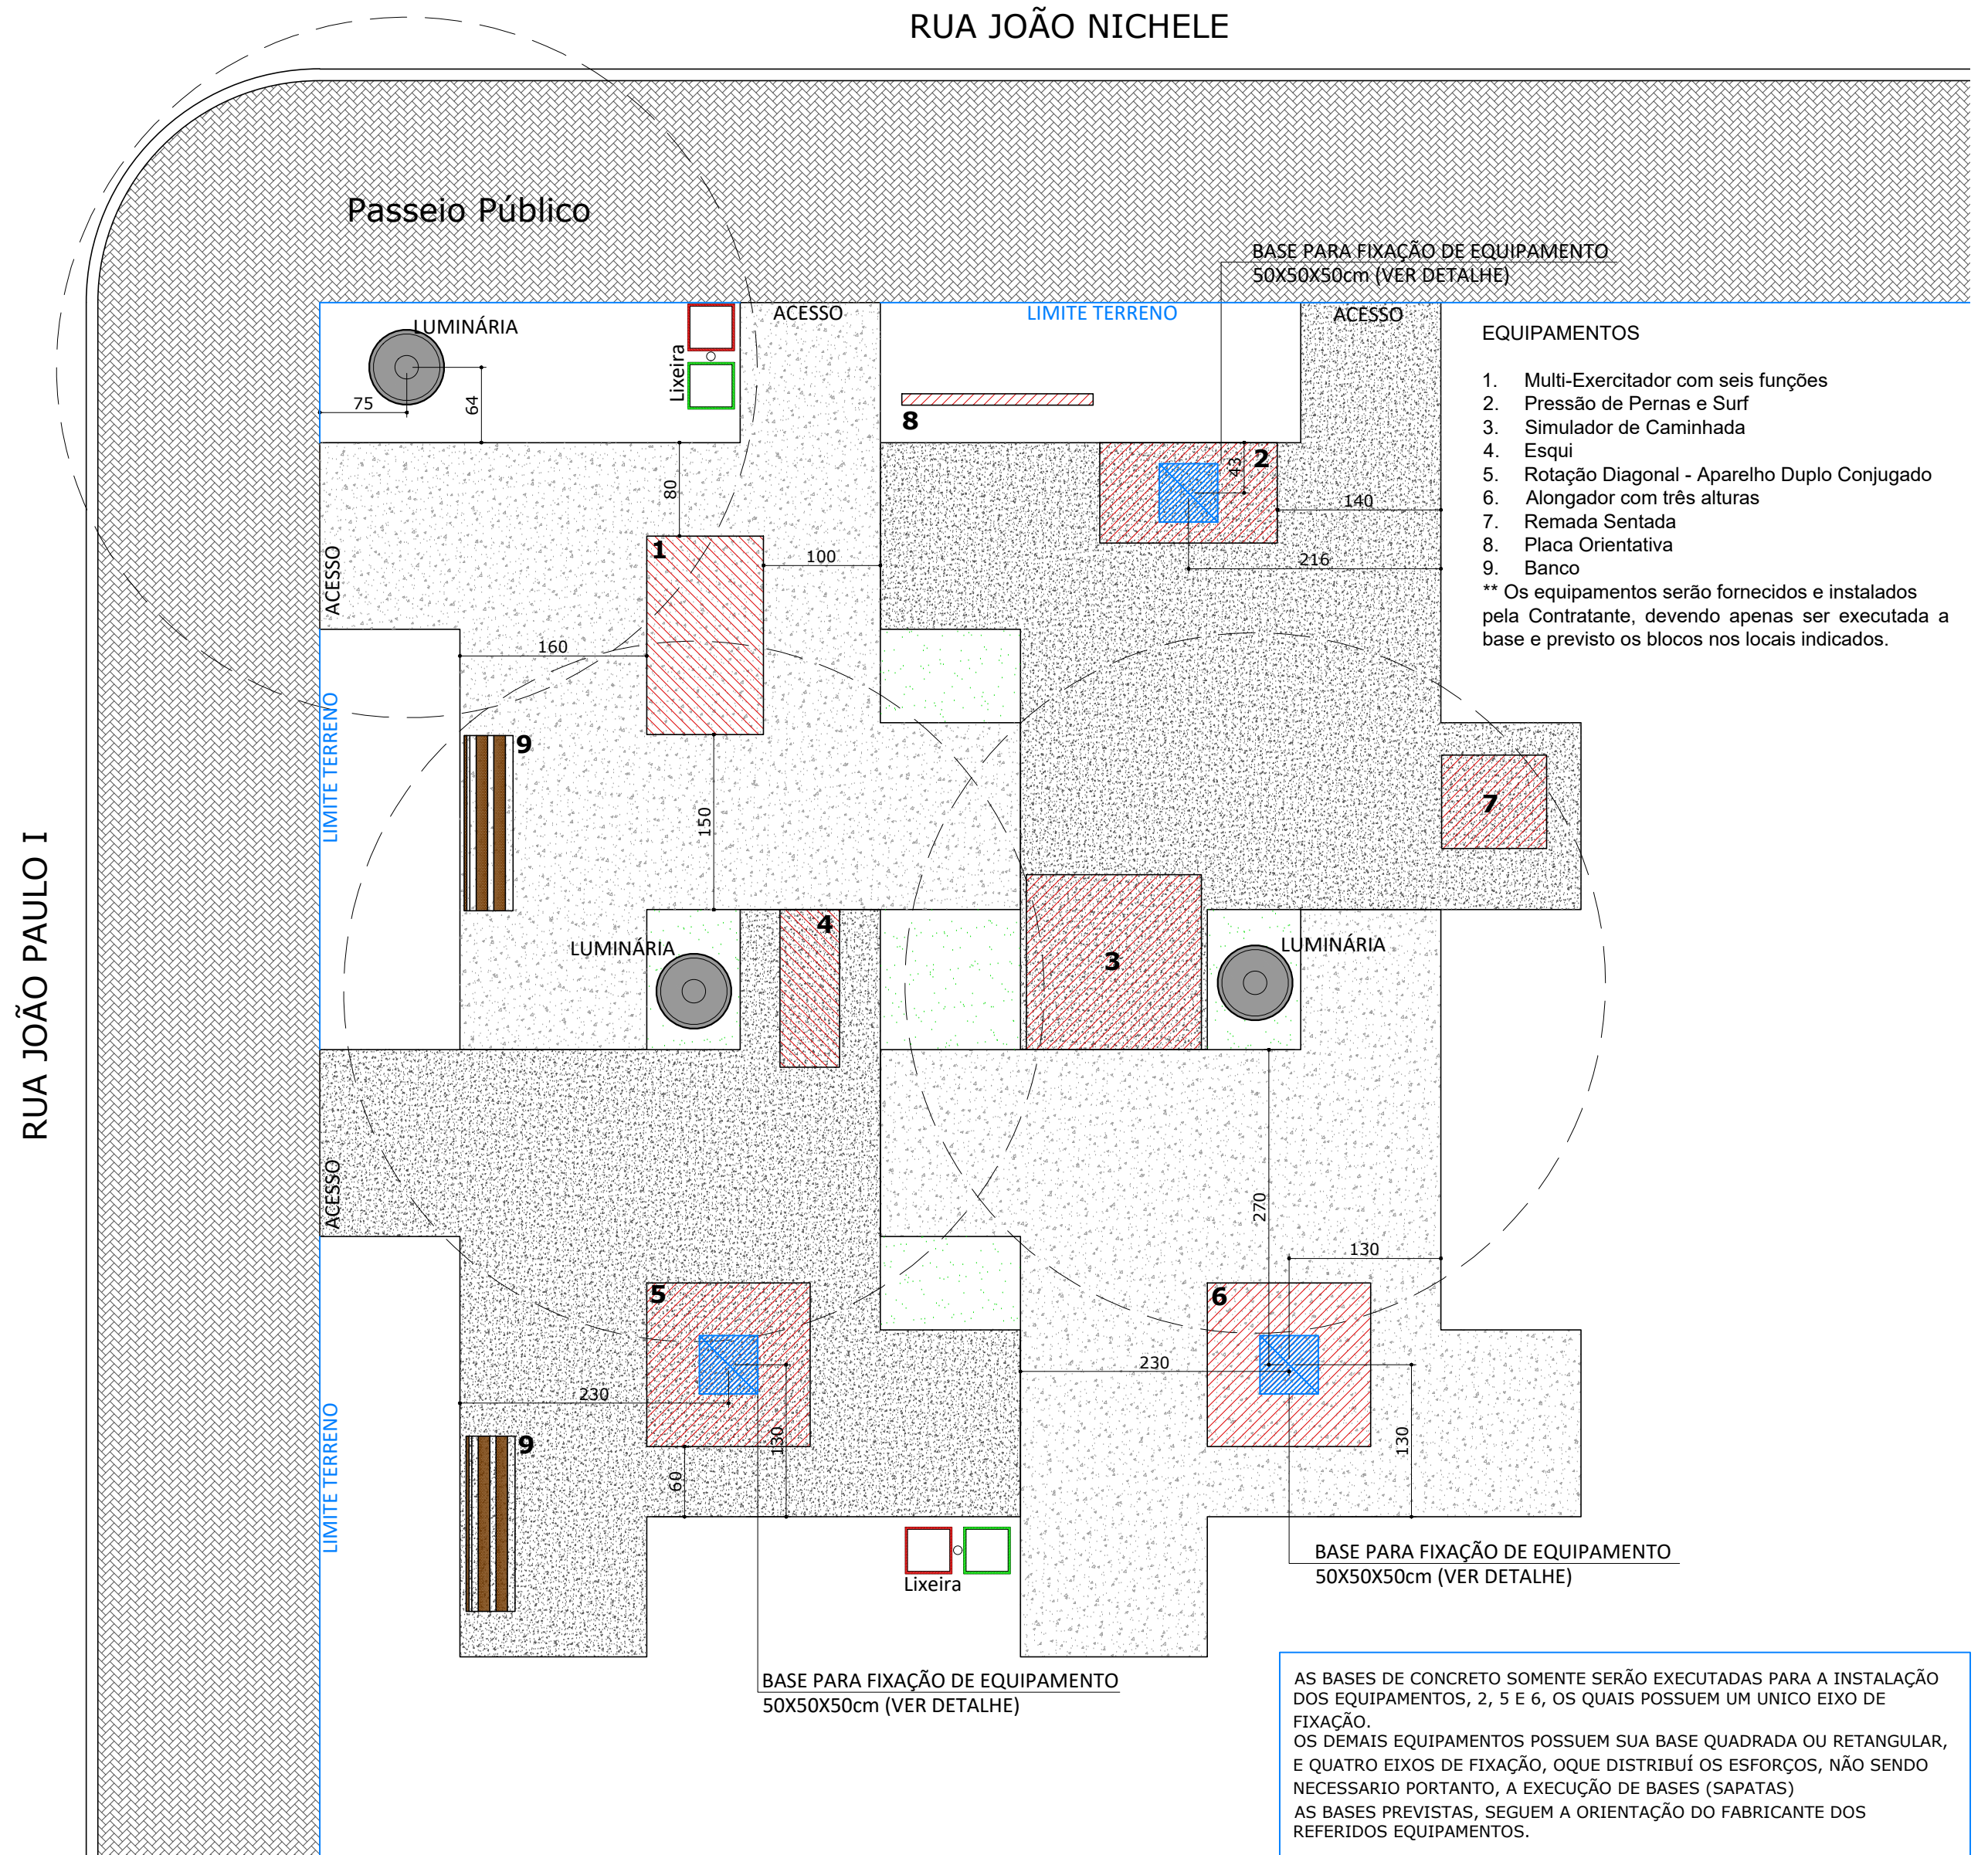 RUA JOÃO NICHELE
Passeio Público
BASE PARA FIXAÇÃO DE EQUIPAMENTO
50X50X50cm (VER DETALHE)
LUMINÁRIA
Lixeira
ACESSO
LIMITE TERRENO
ACESSO
75
64
8
EQUIPAMENTOS
1. Multi-Exercitador com seis funções
2. Pressão de Pernas e Surf
3. Simulador de Caminhada
4. Esqui
5. Rotação Diagonal - Aparelho Duplo Conjugado
6. Alongador com três alturas
7. Remada Sentada
8. Placa Orientativa
9. Banco
** Os equipamentos serão fornecidos e instalados
pela Contratante, devendo apenas ser executada a
base e previsto os blocos nos locais indicados.
2
43
80
140
ACESSO
1
100
216
160
LIMITE TERRENO
9
150
7
RUA JOÃO PAULO I
4
LUMINÁRIA
3
LUMINÁRIA
ACESSO
270
130
5
6
230
230
130
60
130
9
LIMITE TERRENO
Lixeira
BASE PARA FIXAÇÃO DE EQUIPAMENTO
50X50X50cm (VER DETALHE)
BASE PARA FIXAÇÃO DE EQUIPAMENTO
50X50X50cm (VER DETALHE)
AS BASES DE CONCRETO SOMENTE SERÃO EXECUTADAS PARA A INSTALAÇÃO
DOS EQUIPAMENTOS, 2, 5 E 6, OS QUAIS POSSUEM UM UNICO EIXO DE
FIXAÇÃO.
OS DEMAIS EQUIPAMENTOS POSSUEM SUA BASE QUADRADA OU RETANGULAR,
E QUATRO EIXOS DE FIXAÇÃO, OQUE DISTRIBUÍ OS ESFORÇOS, NÃO SENDO
NECESSARIO PORTANTO, A EXECUÇÃO DE BASES (SAPATAS)
AS BASES PREVISTAS, SEGUEM A ORIENTAÇÃO DO FABRICANTE DOS
REFERIDOS EQUIPAMENTOS.